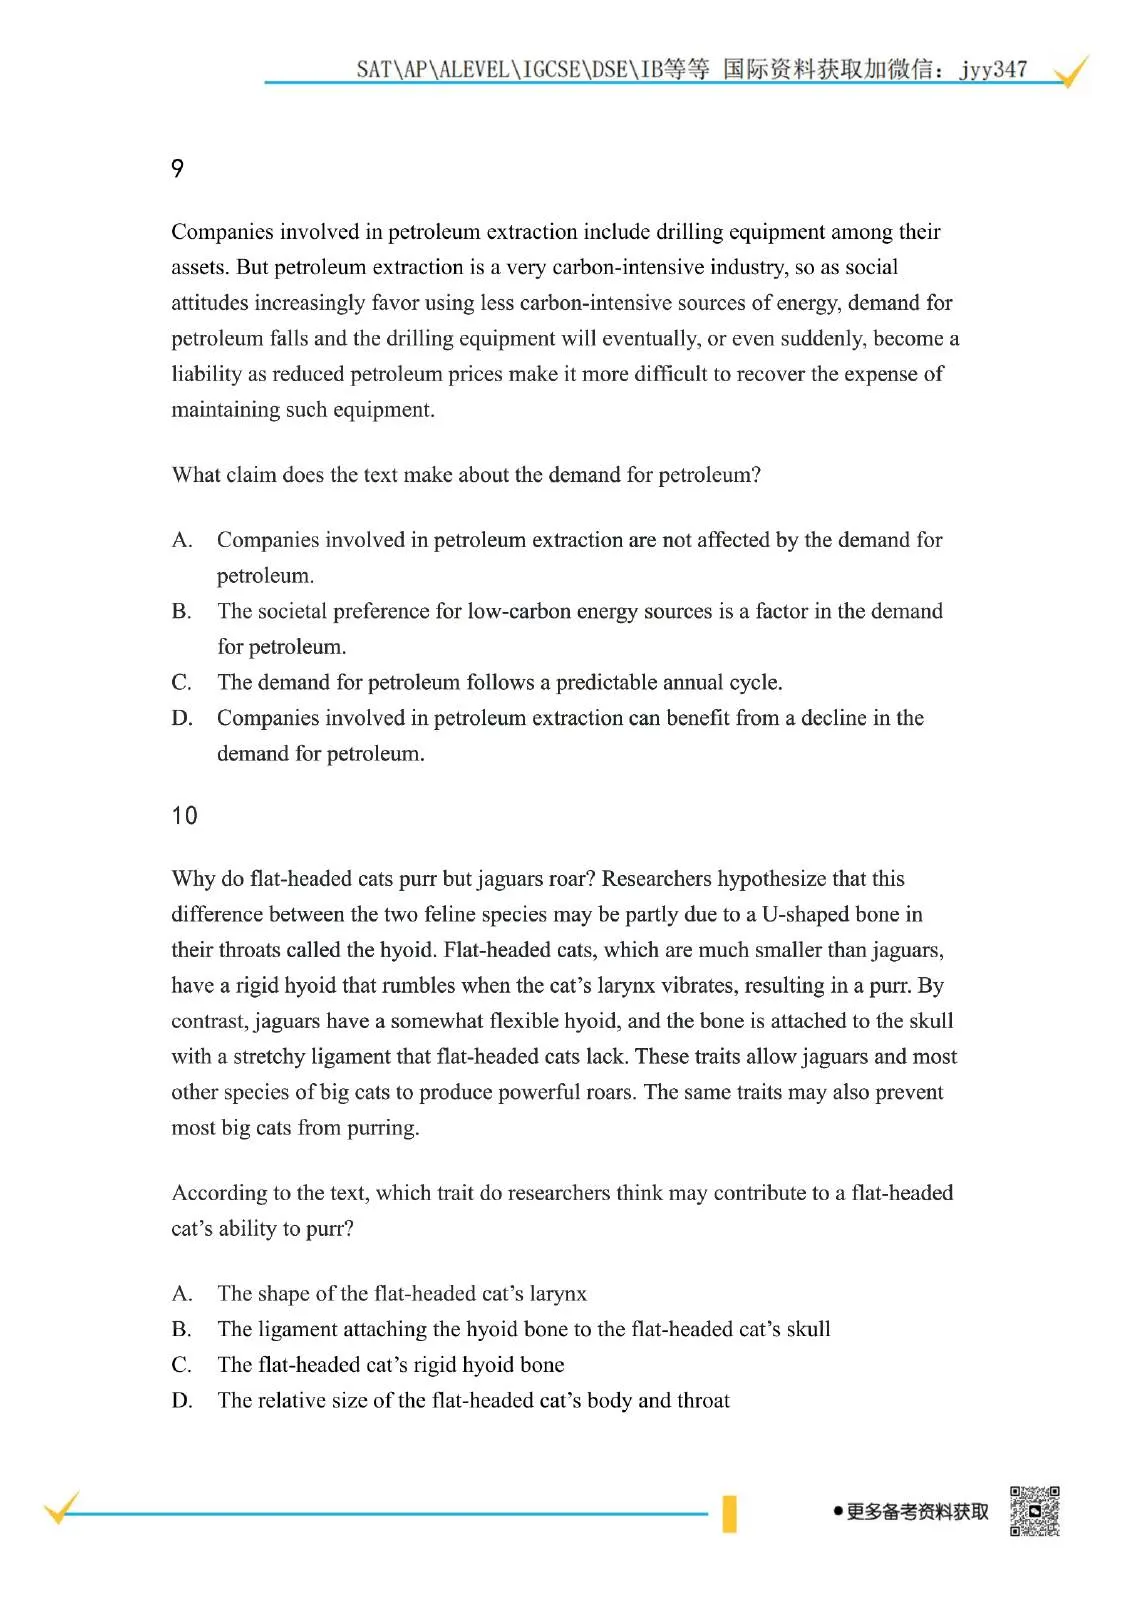 SAT\AP\ALEVEL\IGCSE\DSE\IB等等 国际资料获取加微信：jyy347
9
Companies involved in petroleum extraction include drilling equipment among their
assets. But petroleum extraction is a very carbon-intensive industry, so as social
attitudes increasingly favor using less carbon-intensive sources of energy, demand for
petroleum falls and the drilling equipment will eventually, or even suddenly, become a
liability as reduced petroleum prices make it more difficult to recover the expense of
maintaining such equipment.
What claim does the text make about the demand for petroleum?
A. Companies involved in petroleum extraction are not affected by the demand for
petroleum.
B. The societal preference for low-carbon energy sources is a factor in the demand
for petroleum.
C. The demand for petroleum follows a predictable annual cycle.
D. Companies involved in petroleum extraction can benefit from a decline in the
demand for petroleum.
10
Why do flat-headed cats purr but jaguars roar? Researchers hypothesize that this
difference between the two feline species may be partly due to a U-shaped bone in
their throats called the hyoid. Flat-headed cats, which are much smaller than jaguars,
have a rigid hyoid that rumbles when the cat’s larynx vibrates, resulting in a purr. By
contrast, jaguars have a somewhat flexible hyoid, and the bone is attached to the skull
with a stretchy ligament that flat-headed cats lack. These traits allow jaguars and most
other species of big cats to produce powerful roars. The same traits may also prevent
most big cats from purring.
According to the text, which trait do researchers think may contribute to a flat-headed
cat’s ability to purr?
A. The shape of the flat-headed cat’s larynx
B. The ligament attaching the hyoid bone to the flat-headed cat’s skull
C. The flat-headed cat’s rigid hyoid bone
D. The relative size of the flat-headed cat’s body and throat
●更多备考资料获取